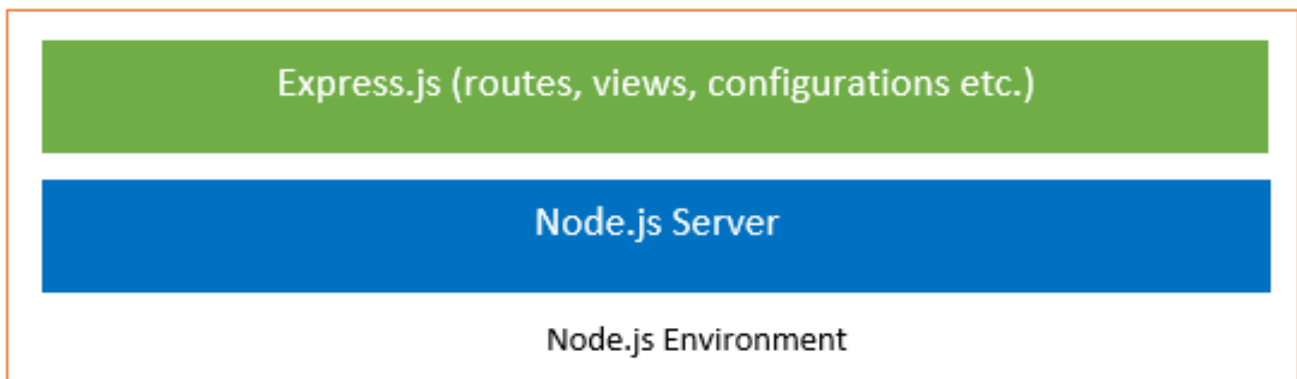 Express.js (routes, views, configurations etc.)
Node.js Server
Node.js Environment